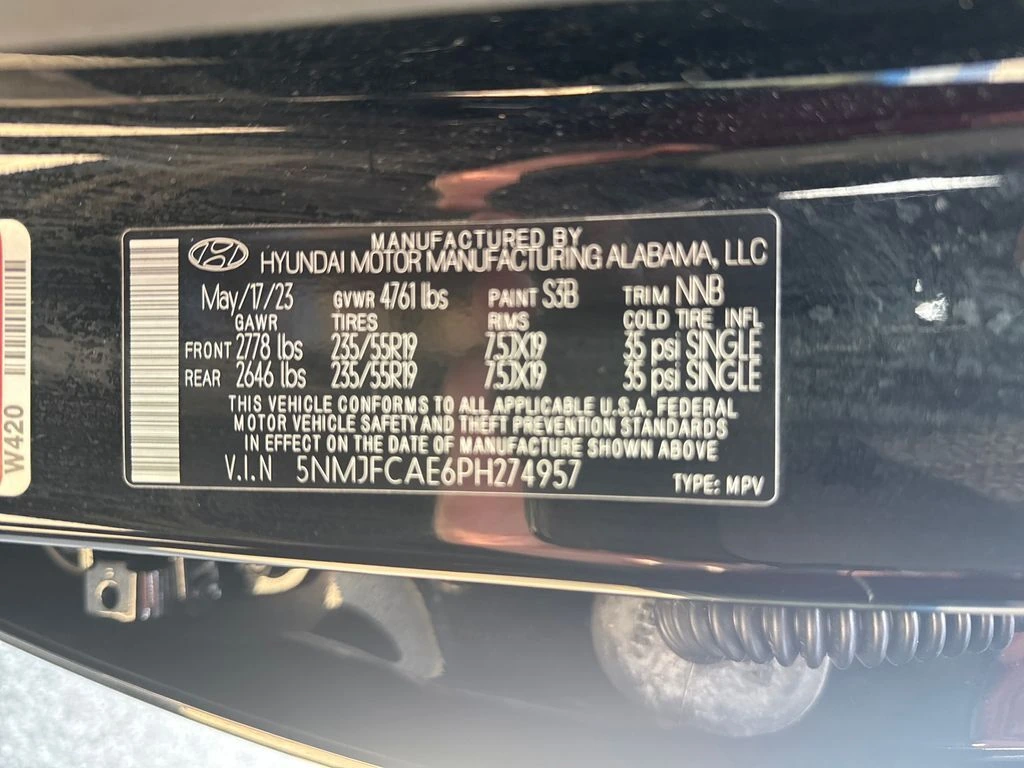 MANUFACTURED BY
HYUNDAI MOTOR MANUFACTURING ALABAMA, LLC
May/17/23 GVWR 4761 lbs PAINT S3B TRIM NNB
GAWR TIRES RIMS COLD TIRE INFL
FRONT 2778 lbs 235/55R19 7.5JX19 35 psi SINGLE
REAR 2646 lbs 235/55R19 7.5JX19 35 psi SINGLE
THIS VEHICLE CONFORMS TO ALL APPLICABLE U.S.A. FEDERAL
MOTOR VEHICLE SAFETY AND THEFT PREVENTION STANDARDS
IN EFFECT ON THE DATE OF MANUFACTURE SHOWN ABOVE
V.I.N 5NMJFCAE6PH274957 TYPE: MPV
W420